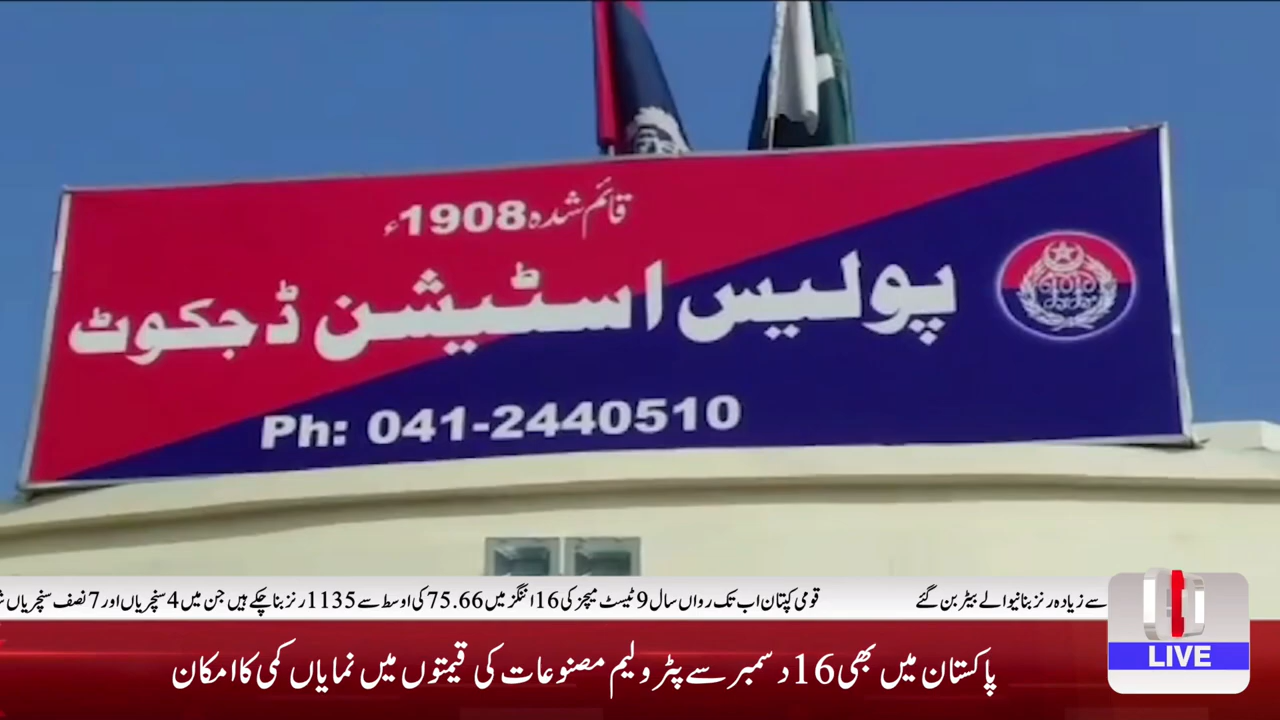 قائم شدہ 1908ء
پولیس اسٹیشن ڈجکوٹ
Ph: 041-2440510
سے زیادہ رنز بنانیوالے بیٹر بن گئے
قومی کپتان اب تک رواں سال 9 ٹیسٹ میچز کی 16 اننگز میں 75.66 کی اوسط سے 1135 رنز بنا چکے ہیں جن میں 4 سنچریاں اور 7 نصف سنچریاں
پاکستان میں بھی 16 دسمبر سے پٹرولیم مصنوعات کی قیمتوں میں نمایاں کمی کا امکان
LIVE